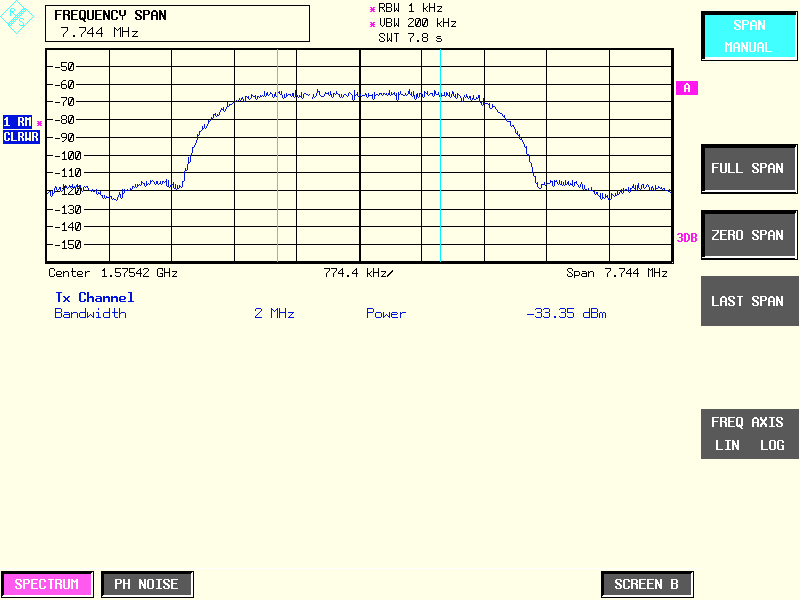 R S
FREQUENCY SPAN
7.744 MHz
* RBW 1 kHz
* VBW 200 kHz
SWT 7.8 s
SPAN
MANUAL
-50
-60
A
-70
1 RM *
-80
CLRWR
-90
-100
FULL SPAN
-110
-120
-130
-140
ZERO SPAN
3DB
-150
Center 1.57542 GHz
774.4 kHz/
Span 7.744 MHz
Tx Channel
LAST SPAN
Bandwidth 2 MHz Power -33.35 dBm
FREQ AXIS
LIN LOG
SPECTRUM
PH NOISE
SCREEN B